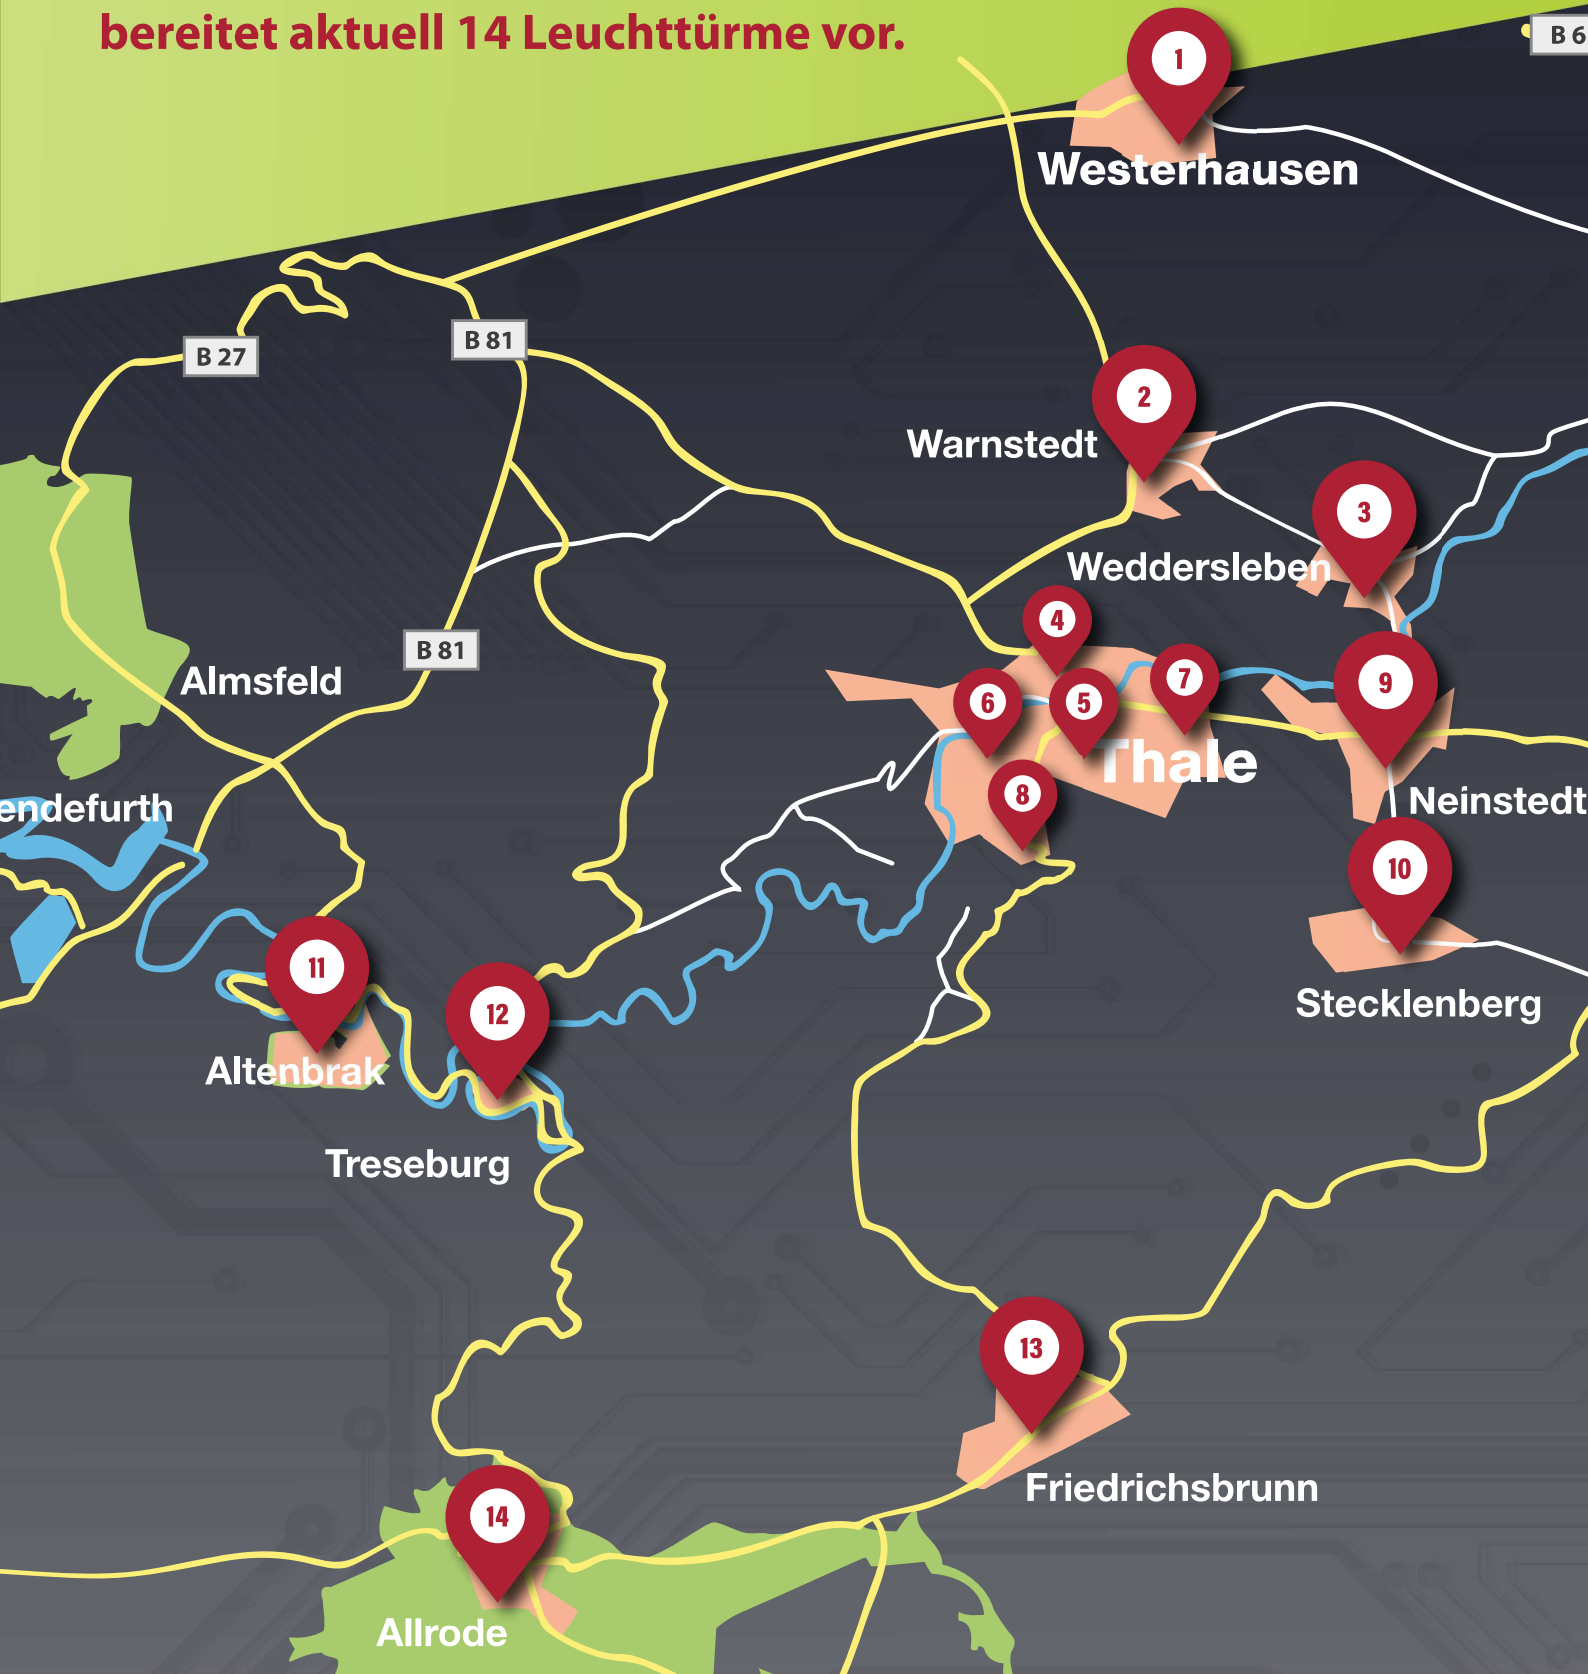 bereitet aktuell 14 Leuchttürme vor.
B 6
1
Westerhausen
B 27
B 81
2
Warnstedt
3
Weddersleben
4
B 81
Almsfeld
6
5
7
9
Thale
8
endefurth
Neinstedt
10
11
12
Stecklenberg
Altenbrak
Treseburg
13
Friedrichsbrunn
14
Allrode